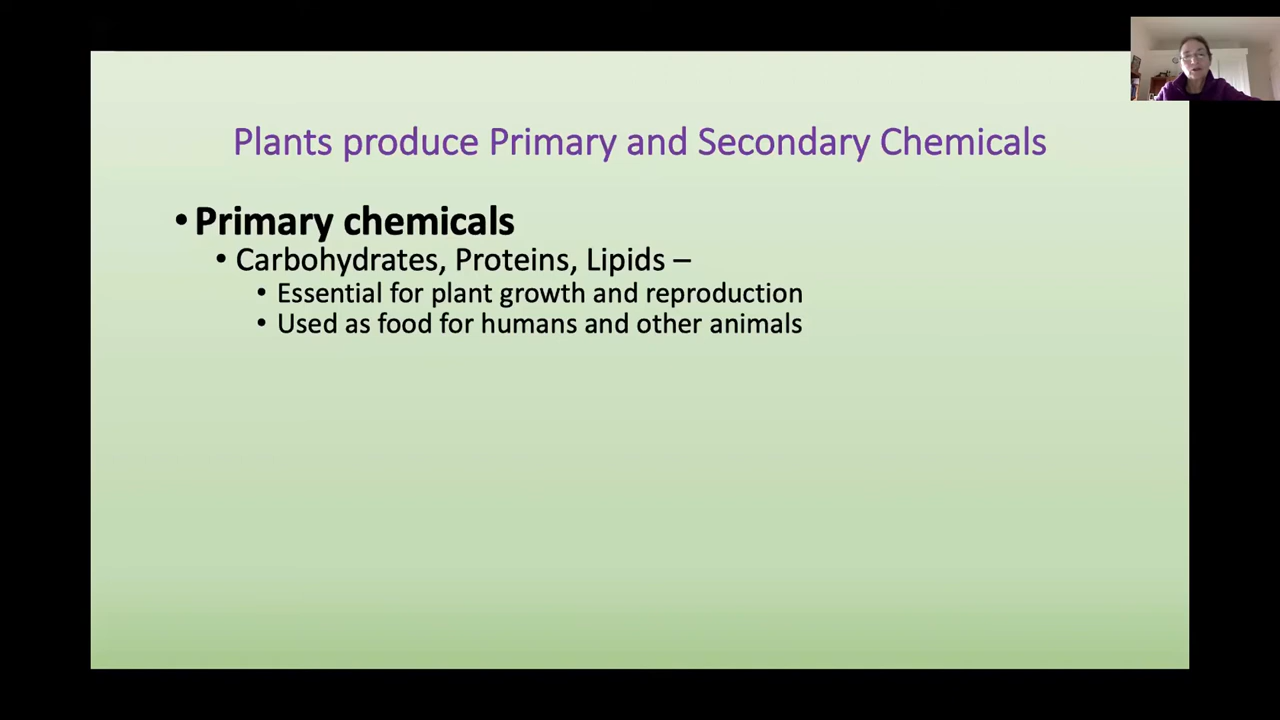 Plants produce Primary and Secondary Chemicals
• Primary chemicals
• Carbohydrates, Proteins, Lipids –
• Essential for plant growth and reproduction
• Used as food for humans and other animals